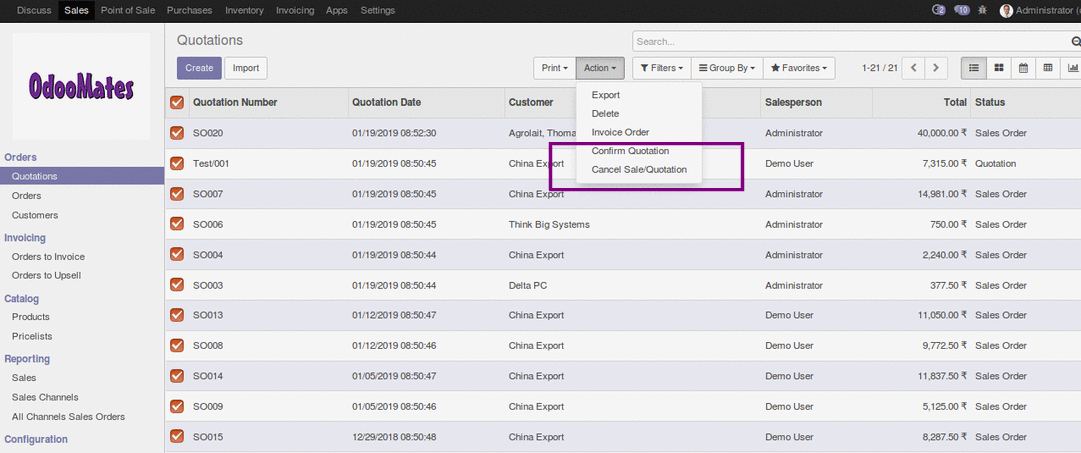 Discuss Sales Point of Sale Purchases Inventory Invoicing Apps Settings 2 10 Administrator (
OdooMates
Quotations
Search...
Create Import Print Action Filters Group By Favorites 1-21 / 21
Quotation Number Quotation Date Customer Salesperson Total Status
Export
Delete
Invoice Order
Confirm Quotation
Cancel Sale/Quotation
SO020 01/19/2019 08:52:30 Agrolait, Thoma Administrator 40,000.00 ₹ Sales Order
Test/001 01/19/2019 08:50:45 China Export Demo User 7,315.00 ₹ Quotation
SO007 01/19/2019 08:50:45 China Export Administrator 14,981.00 ₹ Sales Order
SO006 01/19/2019 08:50:45 Think Big Systems Administrator 750.00 ₹ Sales Order
SO004 01/19/2019 08:50:44 China Export Administrator 2,240.00 ₹ Sales Order
SO003 01/19/2019 08:50:44 Delta PC Administrator 377.50 ₹ Sales Order
SO013 01/12/2019 08:50:47 China Export Demo User 11,050.00 ₹ Sales Order
SO008 01/12/2019 08:50:46 China Export Demo User 9,772.50 ₹ Sales Order
SO014 01/05/2019 08:50:47 China Export Demo User 11,837.50 ₹ Sales Order
SO009 01/05/2019 08:50:46 China Export Demo User 5,125.00 ₹ Sales Order
SO015 12/29/2018 08:50:48 China Export Demo User 8,287.50 ₹ Sales Order
Orders
Quotations
Orders
Customers
Invoicing
Orders to Invoice
Orders to Upsell
Catalog
Products
Pricelists
Reporting
Sales
Sales Channels
All Channels Sales Orders
Configuration